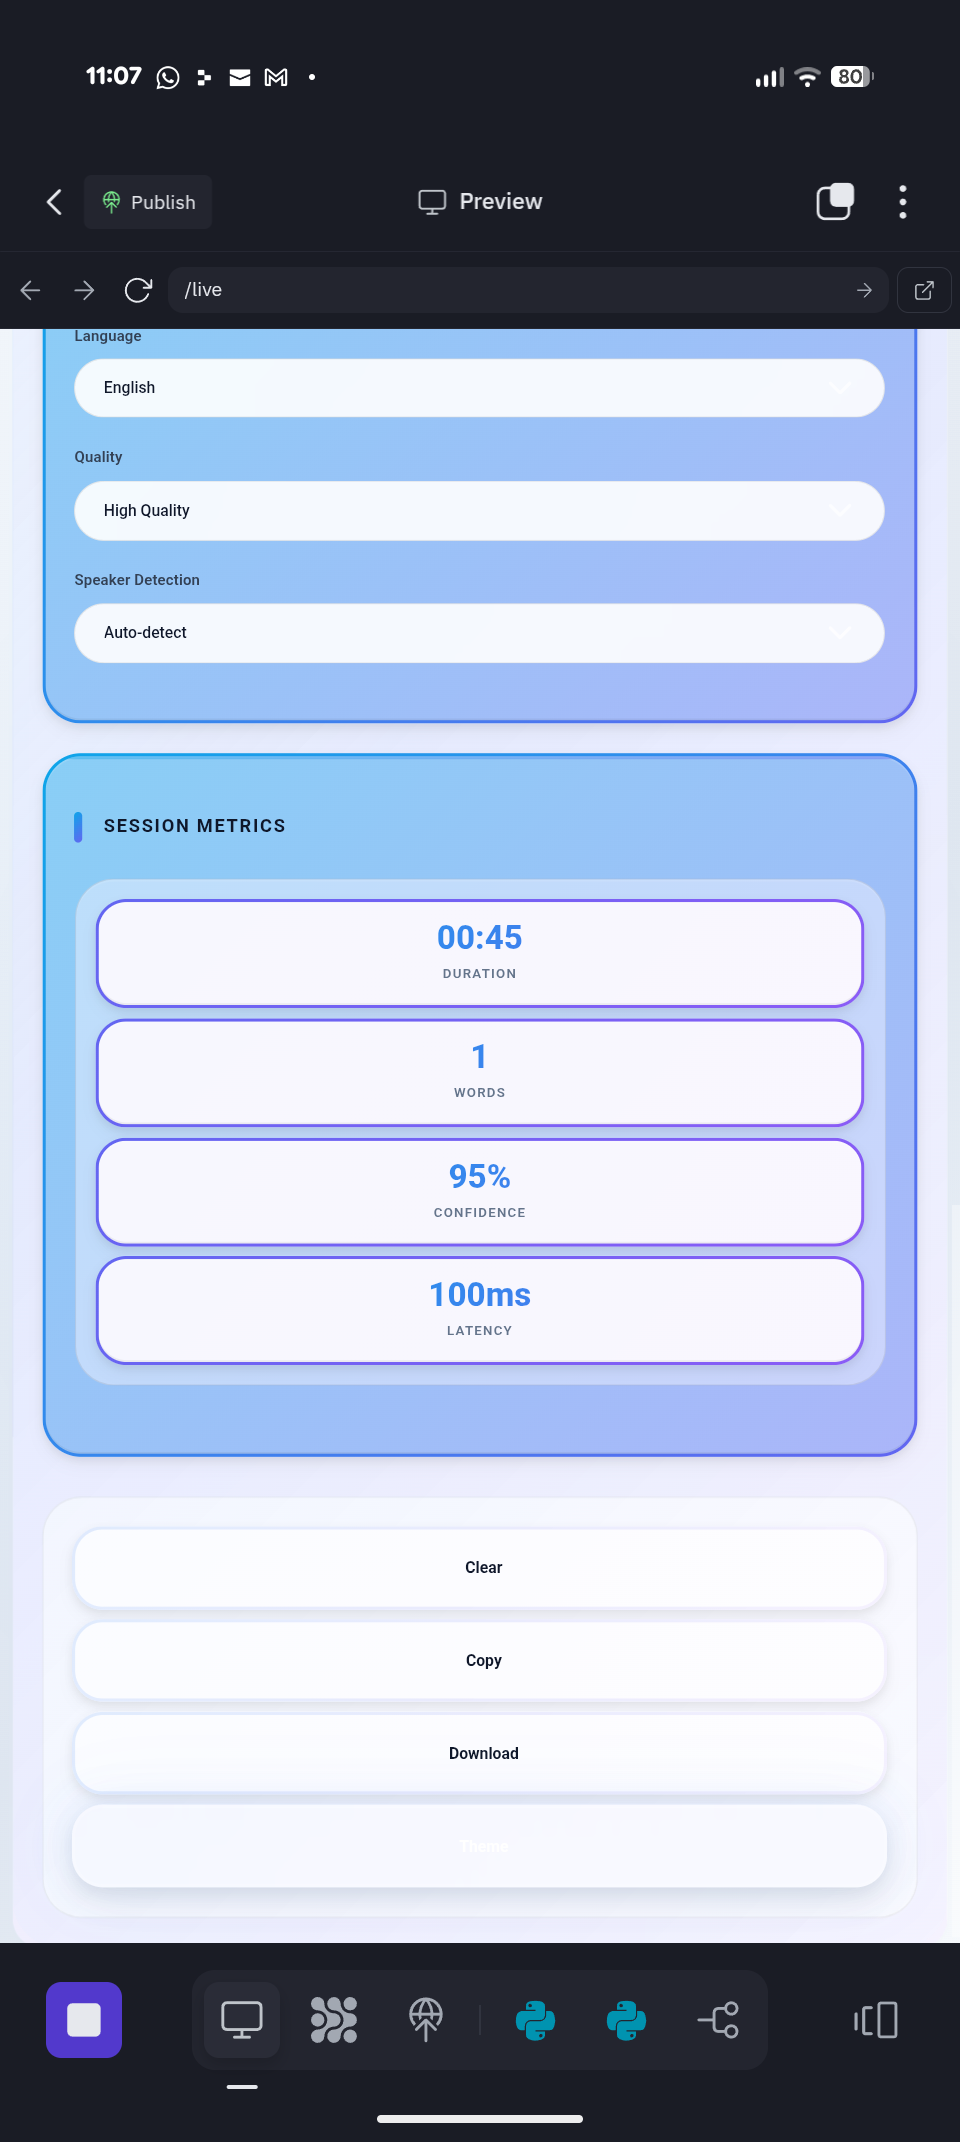 11:07
80
Publish
Preview
/live
Language
English
Quality
High Quality
Speaker Detection
Auto-detect
SESSION METRICS
00:45
DURATION
1
WORDS
95%
CONFIDENCE
100ms
LATENCY
Clear
Copy
Download
Theme